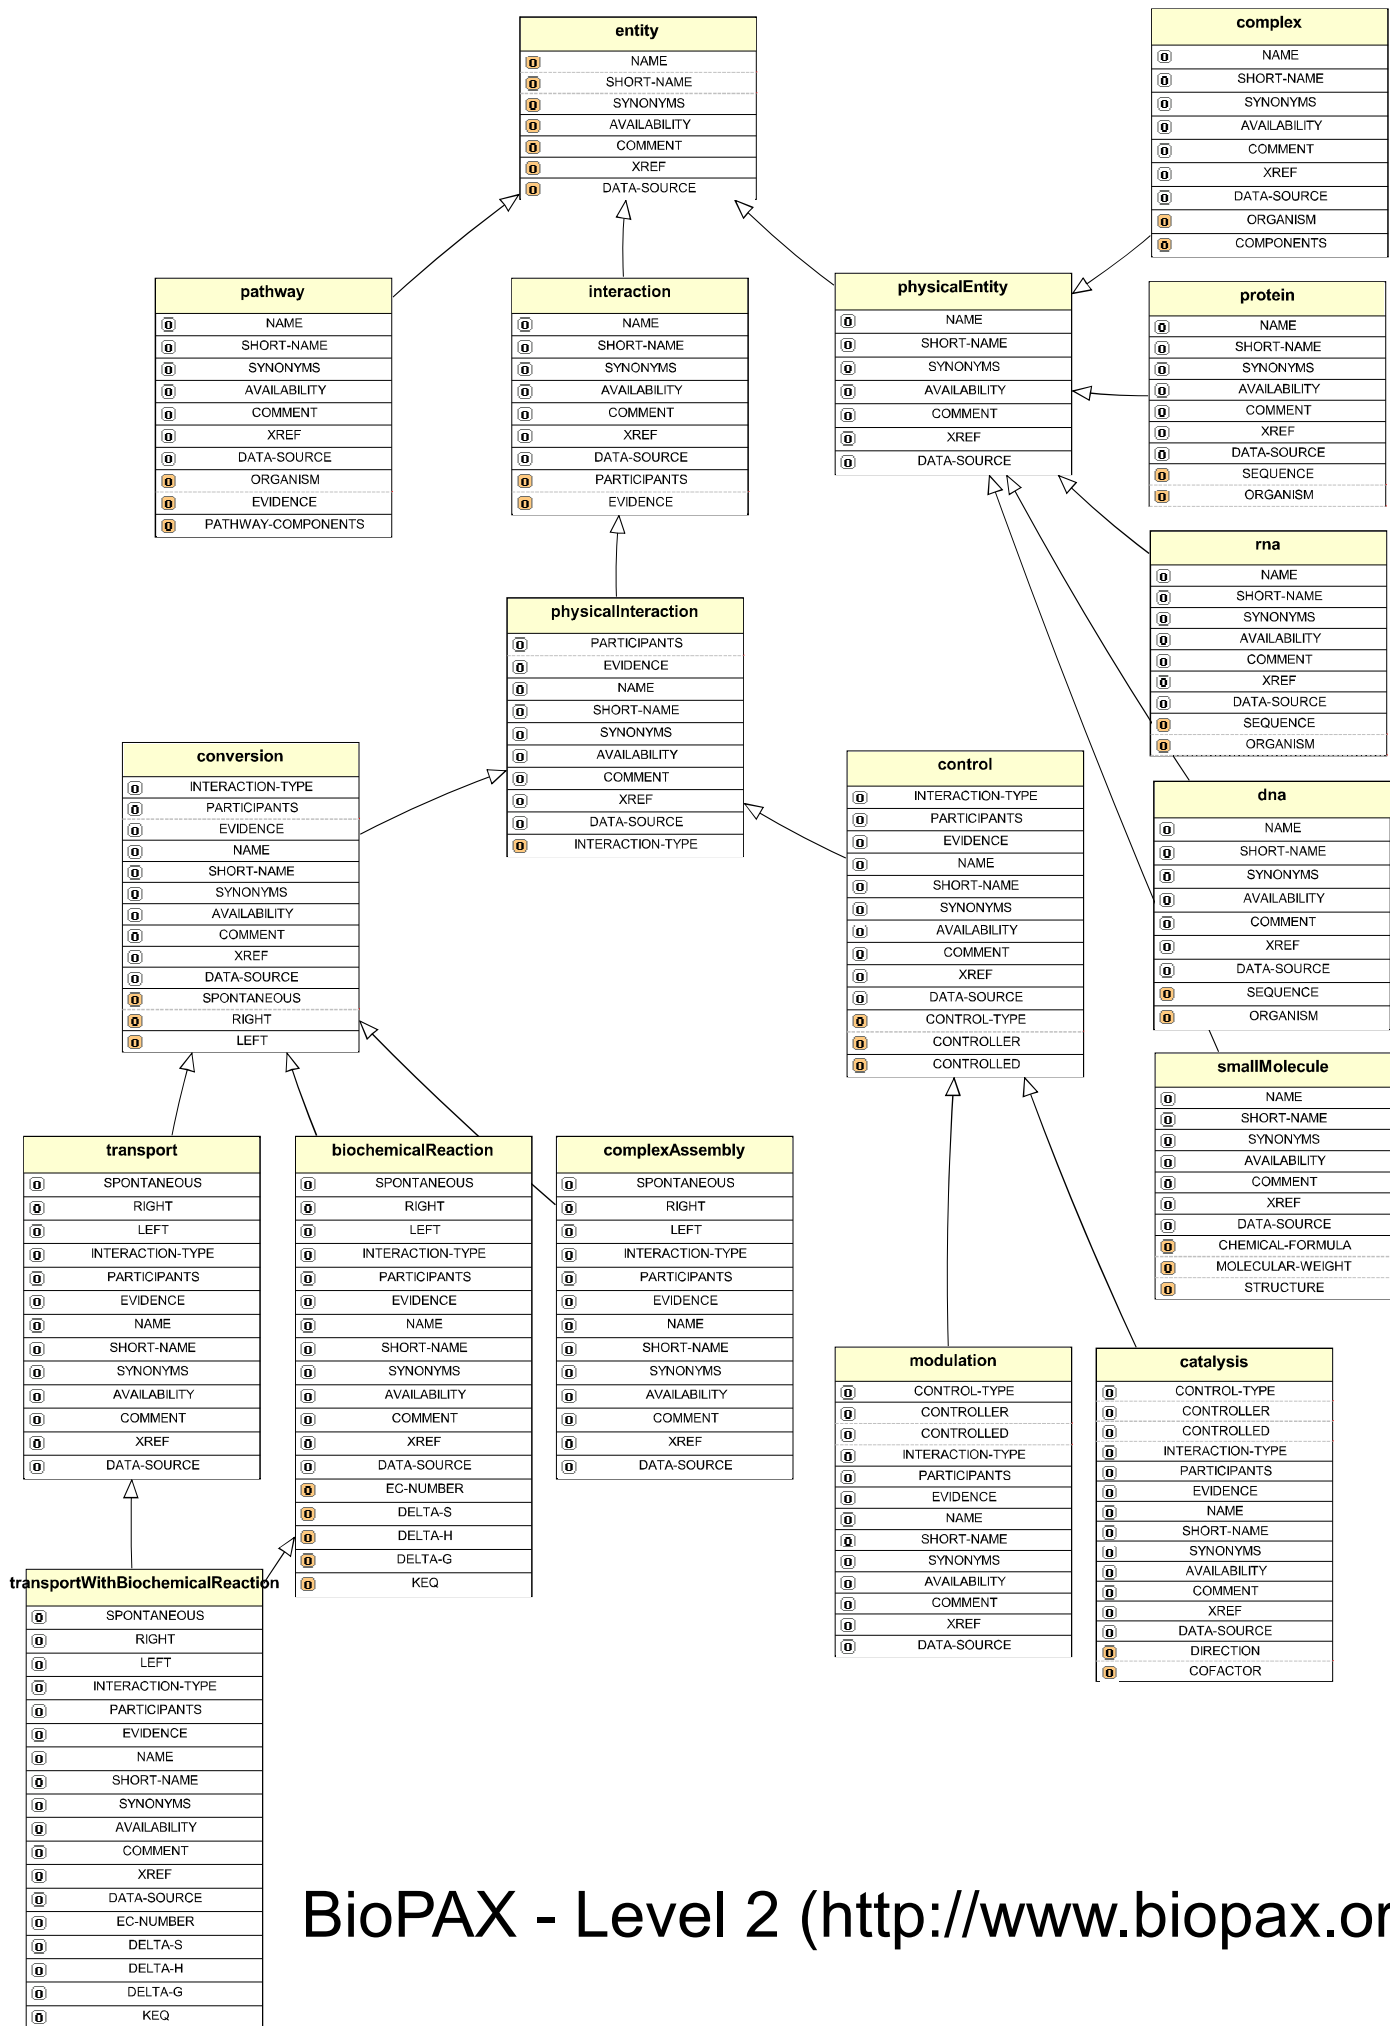 entity
NAME
SHORT-NAME
SYNONYMS
AVAILABILITY
COMMENT
XREF
DATA-SOURCE
complex
NAME
SHORT-NAME
SYNONYMS
AVAILABILITY
COMMENT
XREF
DATA-SOURCE
ORGANISM
COMPONENTS
pathway
NAME
SHORT-NAME
SYNONYMS
AVAILABILITY
COMMENT
XREF
DATA-SOURCE
ORGANISM
EVIDENCE
PATHWAY-COMPONENTS
interaction
NAME
SHORT-NAME
SYNONYMS
AVAILABILITY
COMMENT
XREF
DATA-SOURCE
PARTICIPANTS
EVIDENCE
physicalEntity
NAME
SHORT-NAME
SYNONYMS
AVAILABILITY
COMMENT
XREF
DATA-SOURCE
protein
NAME
SHORT-NAME
SYNONYMS
AVAILABILITY
COMMENT
XREF
DATA-SOURCE
SEQUENCE
ORGANISM
rna
NAME
SHORT-NAME
SYNONYMS
AVAILABILITY
COMMENT
XREF
DATA-SOURCE
SEQUENCE
ORGANISM
physicalInteraction
PARTICIPANTS
EVIDENCE
NAME
SHORT-NAME
SYNONYMS
AVAILABILITY
COMMENT
XREF
DATA-SOURCE
INTERACTION-TYPE
conversion
INTERACTION-TYPE
PARTICIPANTS
EVIDENCE
NAME
SHORT-NAME
SYNONYMS
AVAILABILITY
COMMENT
XREF
DATA-SOURCE
SPONTANEOUS
RIGHT
LEFT
control
INTERACTION-TYPE
PARTICIPANTS
EVIDENCE
NAME
SHORT-NAME
SYNONYMS
AVAILABILITY
COMMENT
XREF
DATA-SOURCE
CONTROL-TYPE
CONTROLLER
CONTROLLED
dna
NAME
SHORT-NAME
SYNONYMS
AVAILABILITY
COMMENT
XREF
DATA-SOURCE
SEQUENCE
ORGANISM
smallMolecule
NAME
SHORT-NAME
SYNONYMS
AVAILABILITY
COMMENT
XREF
DATA-SOURCE
CHEMICAL-FORMULA
MOLECULAR-WEIGHT
STRUCTURE
transport
SPONTANEOUS
RIGHT
LEFT
INTERACTION-TYPE
PARTICIPANTS
EVIDENCE
NAME
SHORT-NAME
SYNONYMS
AVAILABILITY
COMMENT
XREF
DATA-SOURCE
biochemicalReaction
SPONTANEOUS
RIGHT
LEFT
INTERACTION-TYPE
PARTICIPANTS
EVIDENCE
NAME
SHORT-NAME
SYNONYMS
AVAILABILITY
COMMENT
XREF
DATA-SOURCE
EC-NUMBER
DELTA-S
DELTA-H
DELTA-G
KEQ
complexAssembly
SPONTANEOUS
RIGHT
LEFT
INTERACTION-TYPE
PARTICIPANTS
EVIDENCE
NAME
SHORT-NAME
SYNONYMS
AVAILABILITY
COMMENT
XREF
DATA-SOURCE
modulation
CONTROL-TYPE
CONTROLLER
CONTROLLED
INTERACTION-TYPE
PARTICIPANTS
EVIDENCE
NAME
SHORT-NAME
SYNONYMS
AVAILABILITY
COMMENT
XREF
DATA-SOURCE
catalysis
CONTROL-TYPE
CONTROLLER
CONTROLLED
INTERACTION-TYPE
PARTICIPANTS
EVIDENCE
NAME
SHORT-NAME
SYNONYMS
AVAILABILITY
COMMENT
XREF
DATA-SOURCE
DIRECTION
COFACTOR
transportWithBiochemicalReaction
SPONTANEOUS
RIGHT
LEFT
INTERACTION-TYPE
PARTICIPANTS
EVIDENCE
NAME
SHORT-NAME
SYNONYMS
AVAILABILITY
COMMENT
XREF
DATA-SOURCE
EC-NUMBER
DELTA-S
DELTA-H
DELTA-G
KEQ
BioPAX - Level 2 (http://www.biopax.or